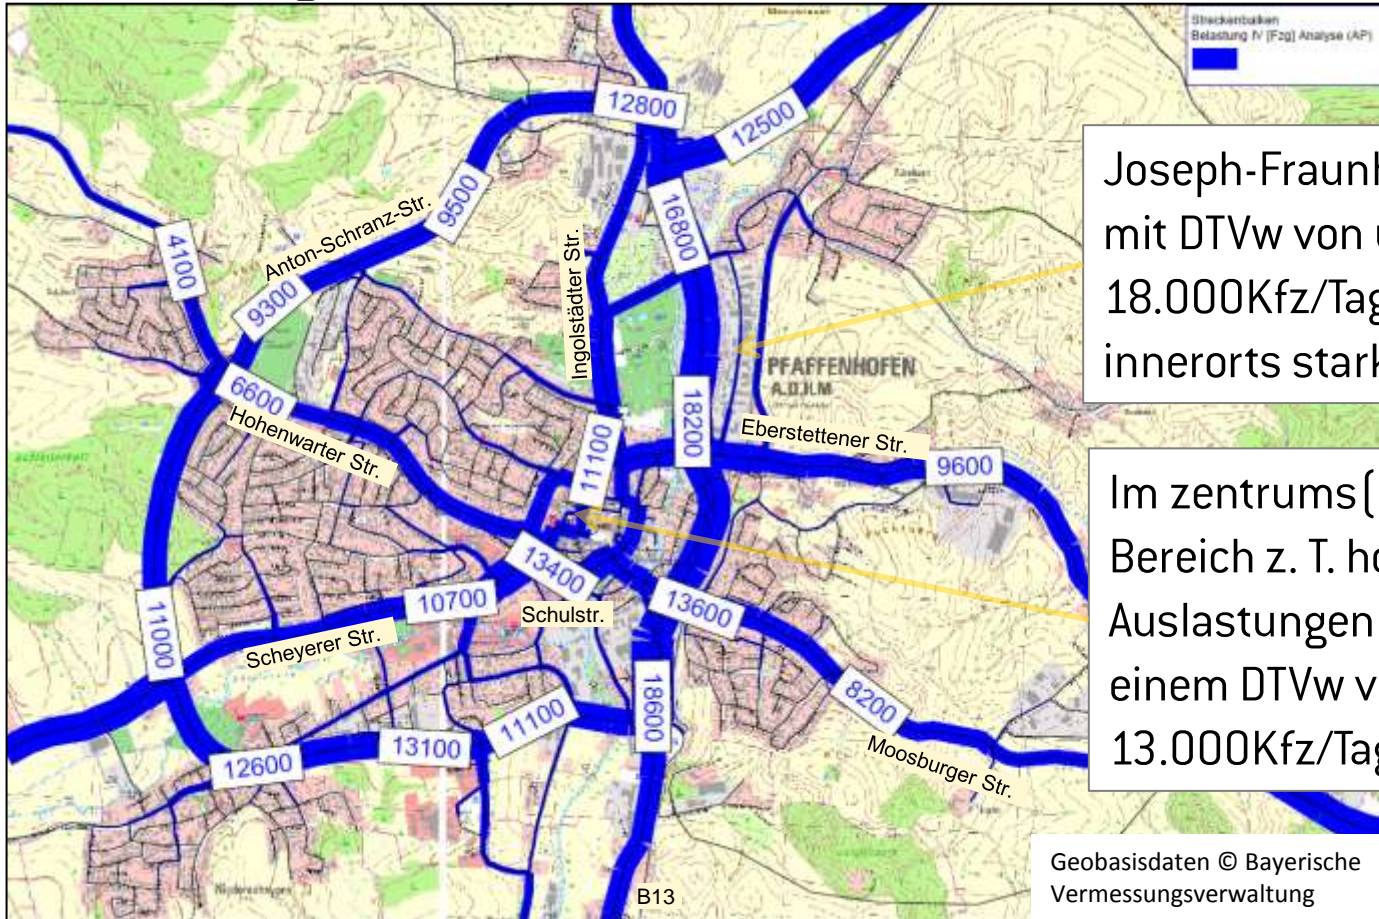 Streckenbalken
Belastung IV [Fzg] Analyse (AP)
12800
12500
Joseph-Fraunh
mit DTVw von
18.000Kfz/Tag
innerorts stark
9500
16800
4100
Anton-Schranz-Str.
Ingolstädter Str.
9300
PFAFFENHOFEN
A.D.ILM
6600
Hohenwarter Str.
18200
11100
Eberstettener Str.
9600
Im zentrums(
Bereich z. T. ho
Auslastungen
einem DTVw v
13.000Kfz/Tag
13400
10700
Schulstr.
13600
11000
Scheyerer Str.
18600
8200
11100
13100
12600
Moosburger Str.
B13
Geobasisdaten © Bayerische
Vermessungsverwaltung